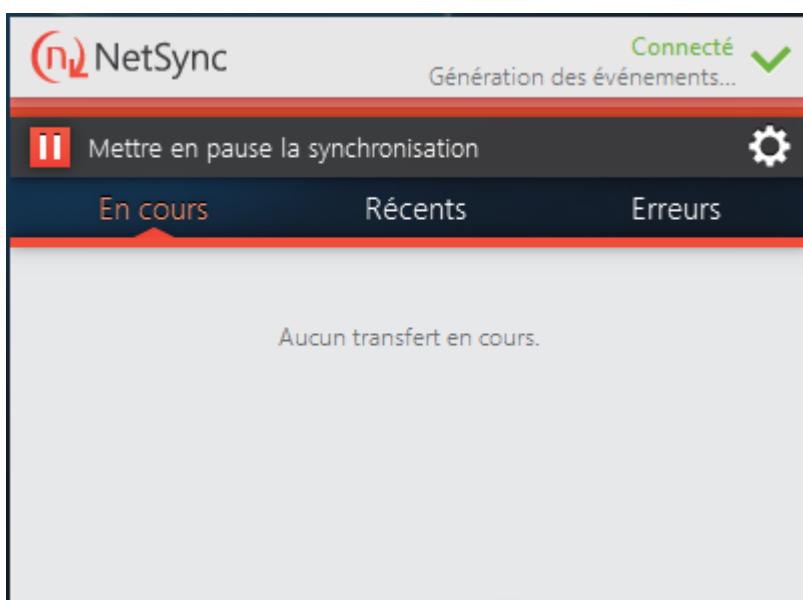 NetSync
Connecté
Génération des événements...
Mettre en pause la synchronisation
En cours
Récents
Erreurs
Aucun transfert en cours.